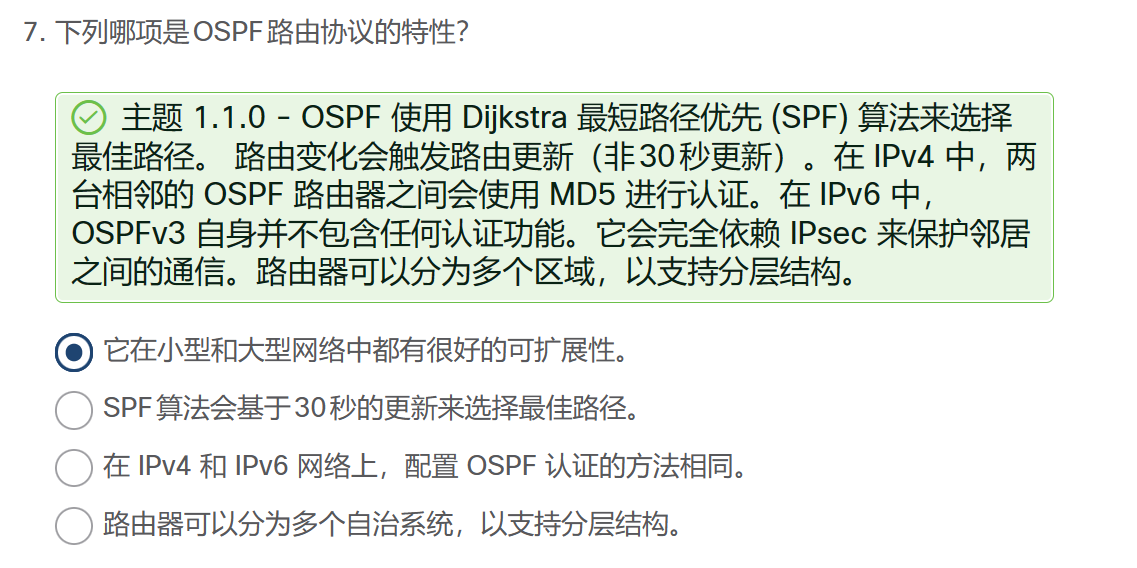 7. 下列哪项是OSPF路由协议的特性？
主题 1.1.0 - OSPF 使用 Dijkstra 最短路径优先 (SPF) 算法来选择
最佳路径。 路由变化会触发路由更新（非30秒更新）。在 IPv4 中，两
台相邻的 OSPF 路由器之间会使用 MD5 进行认证。在 IPv6 中，
OSPFv3 自身并不包含任何认证功能。它会完全依赖 IPsec 来保护邻居
之间的通信。路由器可以分为多个区域，以支持分层结构。
它在小型和大型网络中都有很好的可扩展性。
SPF算法会基于30秒的更新来选择最佳路径。
在 IPv4 和 IPv6 网络上，配置 OSPF 认证的方法相同。
路由器可以分为多个自治系统，以支持分层结构。